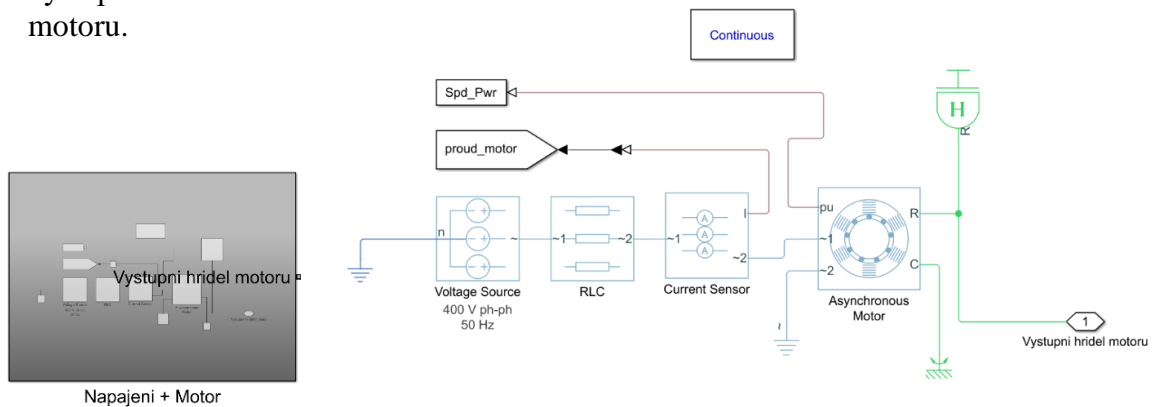 motoru.
Continuous
Spd_Pwr
proud_motor
H
R
n
~
~1
~2
~1
I
~2
A
A
A
pu
~1
~2
R
C
~
Voltage Source
400 V ph-ph
50 Hz
RLC
Current Sensor
Asynchronous
Motor
1
Vystupni hridel motoru
Vystupni hridel motoru
Napajeni + Motor